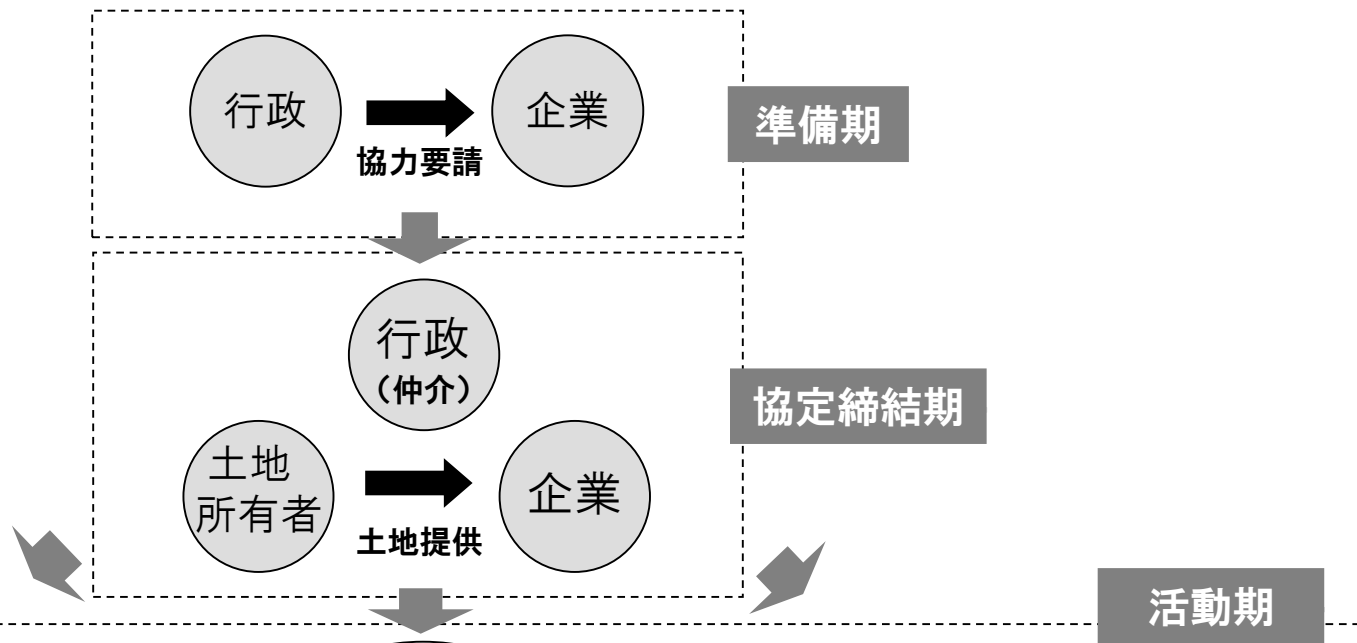 行政
企業
協力要請
準備期
行政
（仲介）
協定締結期
土地
所有者
企業
土地提供
活動期